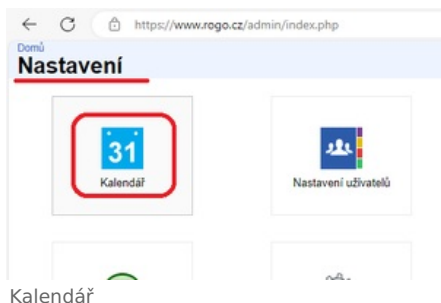 https://www.rogo.cz/admin/index.php
Domů
Nastavení
31
Kalendář
Nastavení uživatelů
Kalendář